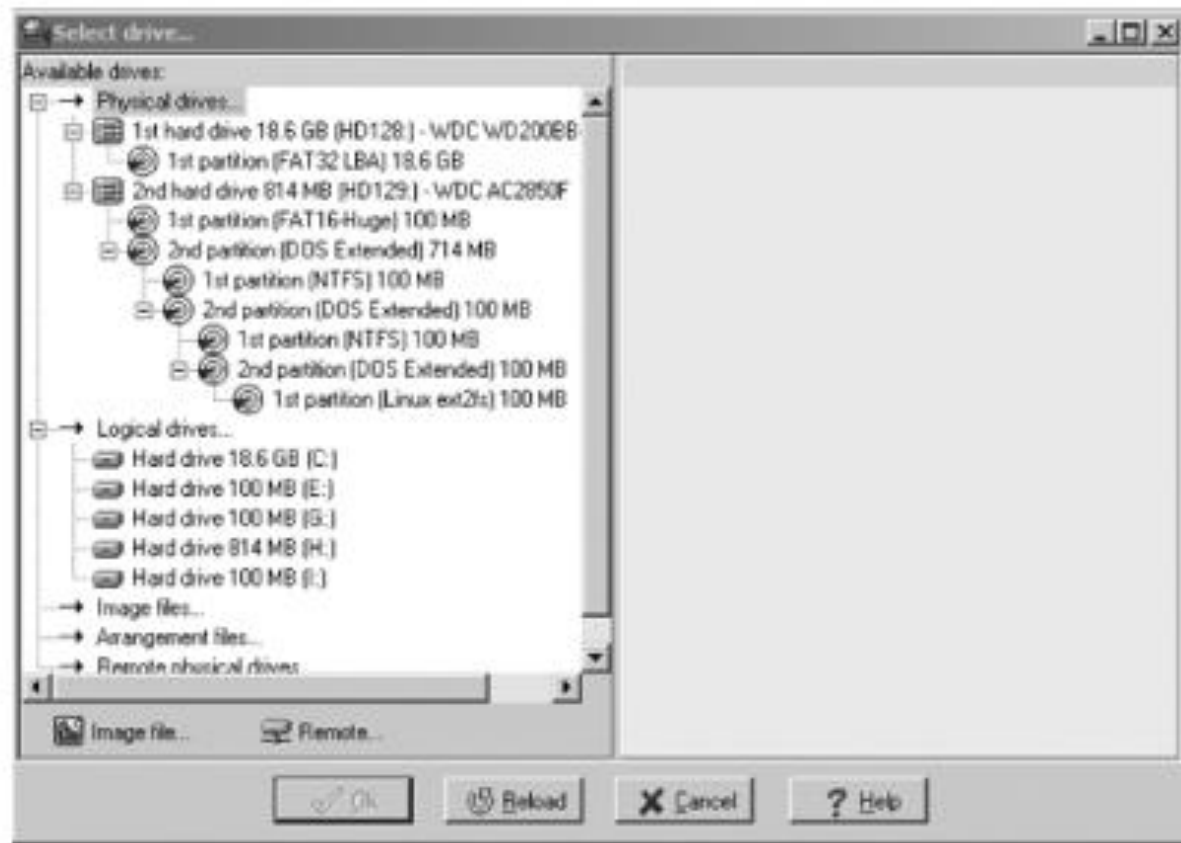 Select drive...
Available drives:
Physical drives...
1st hard drive 18.6 GB (HD128:) - WDC WD200BB-
1st partition (FAT32 LBA) 18.6 GB
2nd hard drive 814 MB (HD129:) - WDC AC2850F
1st partition (FAT16-Huge) 100 MB
2nd partition (DOS Extended) 714 MB
1st partition (NTFS) 100 MB
2nd partition (DOS Extended) 100 MB
1st partition (NTFS) 100 MB
2nd partition (DOS Extended) 100 MB
1st partition (Linux ext2fs) 100 MB
Logical drives...
Hard drive 18.6 GB (C:)
Hard drive 100 MB (E:)
Hard drive 100 MB (G:)
Hard drive 814 MB (H:)
Hard drive 100 MB (I:)
Image files...
Arrangement files...
Remote physical drives
Image file... Remote...
Ok Reload Cancel Help